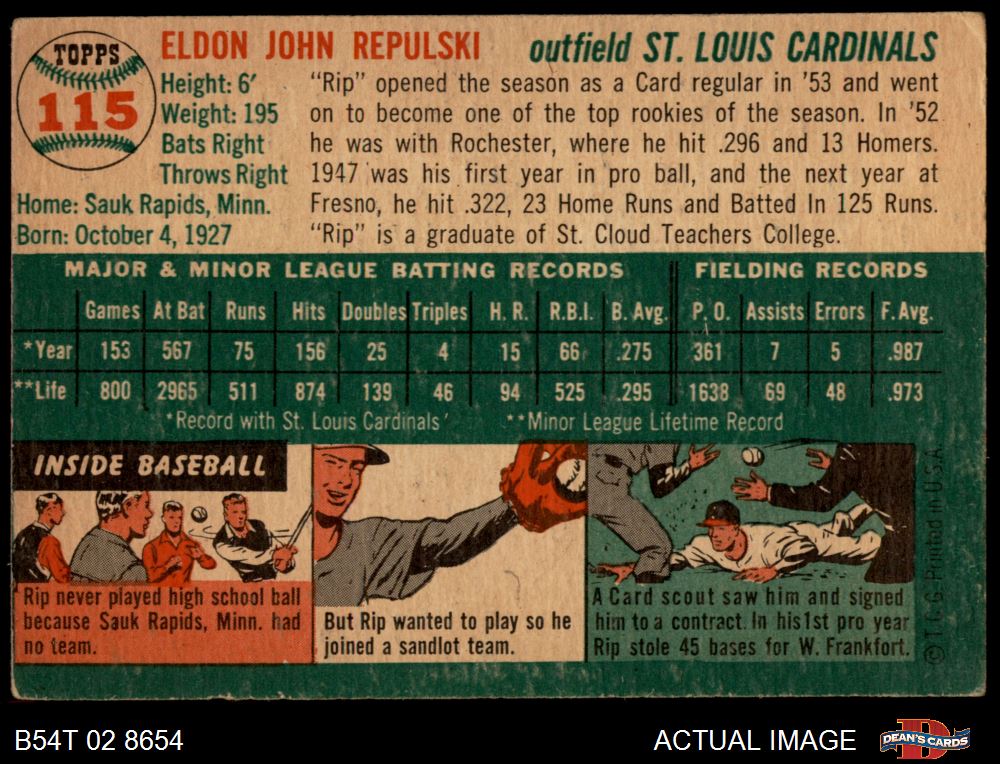 TOPPS
115
ELDON JOHN REPULSKI outfield ST. LOUIS CARDINALS
Height: 6'
Weight: 195
Bats Right
Throws Right
Home: Sauk Rapids, Minn.
Born: October 4, 1927
"Rip" opened the season as a Card regular in '53 and went
on to become one of the top rookies of the season. In '52
he was with Rochester, where he hit .296 and 13 Homers.
1947 was his first year in pro ball, and the next year at
Fresno, he hit .322, 23 Home Runs and Batted In 125 Runs.
"Rip" is a graduate of St. Cloud Teachers College.
MAJOR & MINOR LEAGUE BATTING RECORDS FIELDING RECORDS
Games At Bat Runs Hits Doubles Triples H. R. R.B.I. B. Avg. P. O. Assists Errors F. Avg.
*Year 153 567 75 156 25 4 15 66 .275 361 7 5 .987
**Life 800 2965 511 874 139 46 94 525 .295 1638 69 48 .973
*Record with St. Louis Cardinals **Minor League Lifetime Record
INSIDE BASEBALL
Rip never played high school ball
because Sauk Rapids, Minn. had
no team.
But Rip wanted to play so he
joined a sandlot team.
A Card scout saw him and signed
him to a contract. In his 1st pro year
Rip stole 45 bases for W. Frankfort.
© T. C. G. Printed in U.S.A.
B54T 02 8654
ACTUAL IMAGE
D
DEAN'S CARDS